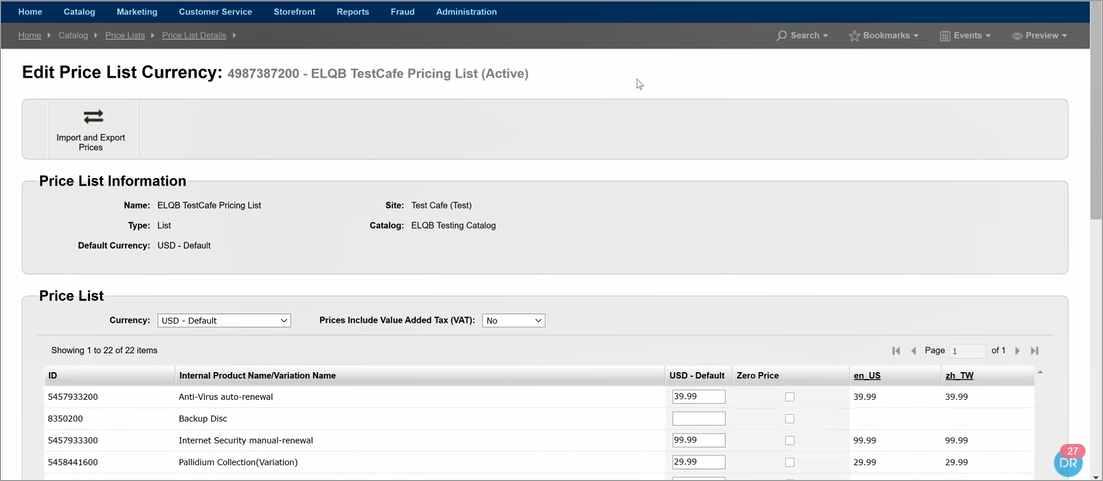 Home Catalog Marketing Customer Service Storefront Reports Fraud Administration
Home Catalog Price Lists Price List Details Search Bookmarks Events Preview
Edit Price List Currency: 4987387200 - ELQB TestCafe Pricing List (Active)
Import and Export
Prices
Price List Information
Name: ELQB TestCafe Pricing List Site: Test Cafe (Test)
Type: List Catalog: ELQB Testing Catalog
Default Currency: USD - Default
Price List
Currency: USD - Default Prices Include Value Added Tax (VAT): No
Showing 1 to 22 of 22 items Page 1 of 1
ID Internal Product Name/Variation Name USD - Default Zero Price en_US zh_TW
5457933200 Anti-Virus auto-renewal 39.99 39.99 39.99
8350200 Backup Disc
5457933300 Internet Security manual-renewal 99.99 99.99 99.99
5458441600 Pallidium Collection(Variation) 29.99 29.99 29.99
27
DR